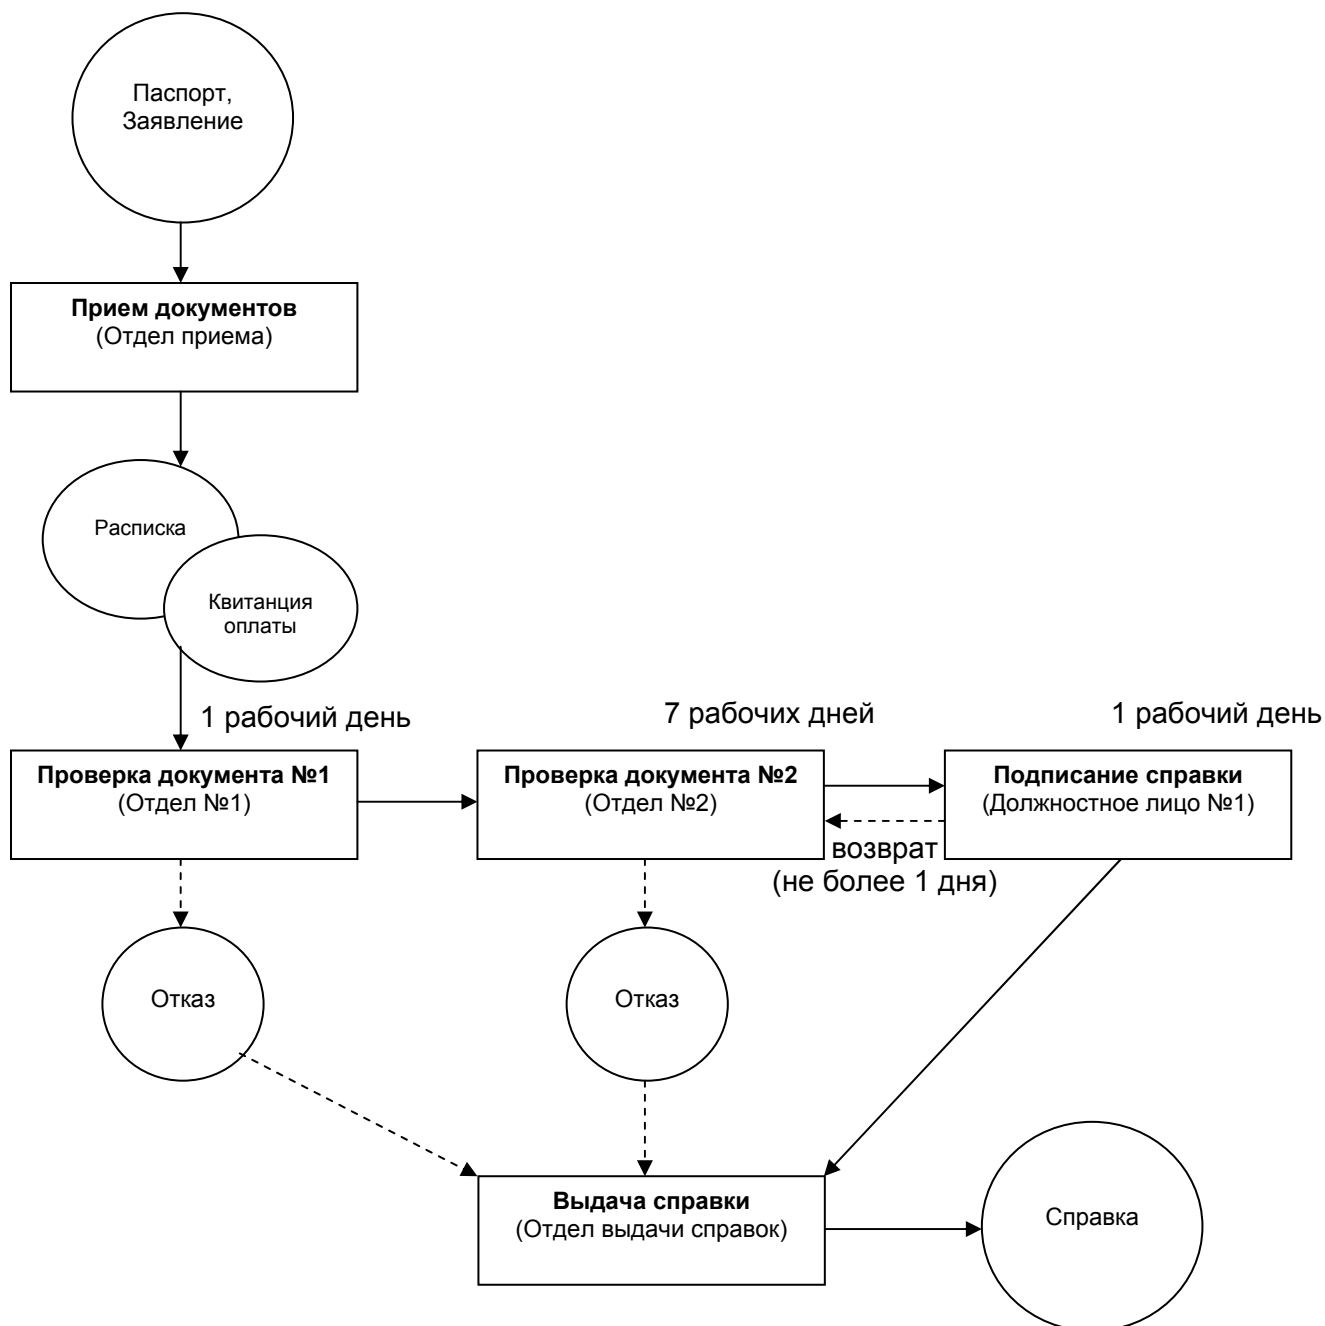 Паспорт,
Заявление
Прием документов
(Отдел приема)
Расписка
Квитанция
оплаты
1 рабочий день
7 рабочих дней
1 рабочий день
Проверка документа №1
(Отдел №1)
Проверка документа №2
(Отдел №2)
Подписание справки
(Должностное лицо №1)
возврат
(не более 1 дня)
Отказ
Отказ
Выдача справки
(Отдел выдачи справок)
Справка